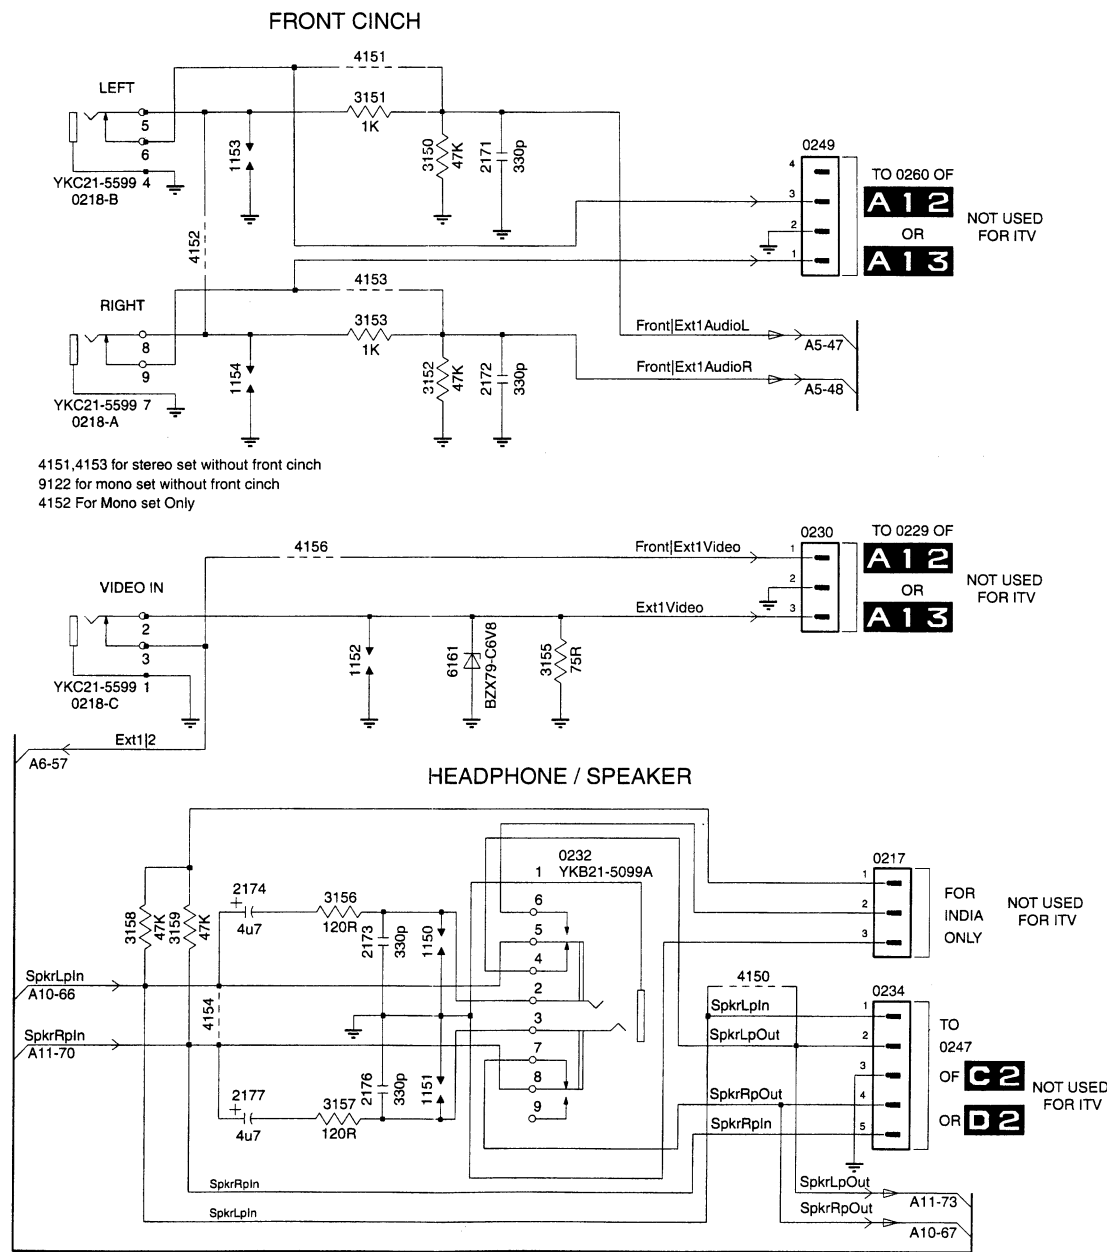 FRONT CINCH
4151
LEFT
3151
1K
5
6
1153
3150
47K
2171
330p
YKC21-5599 4
0218-B
0249
4
3
2
1
TO 0260 OF
A12
OR
A13
NOT USED
FOR ITV
4152
4153
RIGHT
3153
1K
8
9
1154
3152
47K
2172
330p
YKC21-5599 7
0218-A
Front|Ext1AudioL
A5-47
Front|Ext1AudioR
A5-48
4151,4153 for stereo set without front cinch
9122 for mono set without front cinch
4152 For Mono set Only
4156
Front|Ext1Video
0230
1
2
3
TO 0229 OF
A12
OR
A13
NOT USED
FOR ITV
VIDEO IN
2
3
Ext1Video
1152
6161
BZX79-C6V8
3155
75R
YKC21-5599 1
0218-C
Ext1|2
A6-57
HEADPHONE / SPEAKER
0232
YKB21-5099A
1
6
5
4
2
3
7
8
9
0217
1
2
3
FOR
INDIA
ONLY
NOT USED
FOR ITV
3158
47K
3159
47K
2174
+
4u7
3156
120R
2173
330p
1150
SpkrLpIn
A10-66
4154
SpkrRpIn
A11-70
2177
+
4u7
3157
120R
2176
330p
1151
4150
SpkrLpIn
SpkrLpOut
SpkrRpOut
SpkrRpIn
0234
1
2
3
4
5
TO
0247
OF C2
OR D2
NOT USED
FOR ITV
SpkrRpIn
SpkrLpIn
SpkrLpOut
A11-73
SpkrRpOut
A10-67